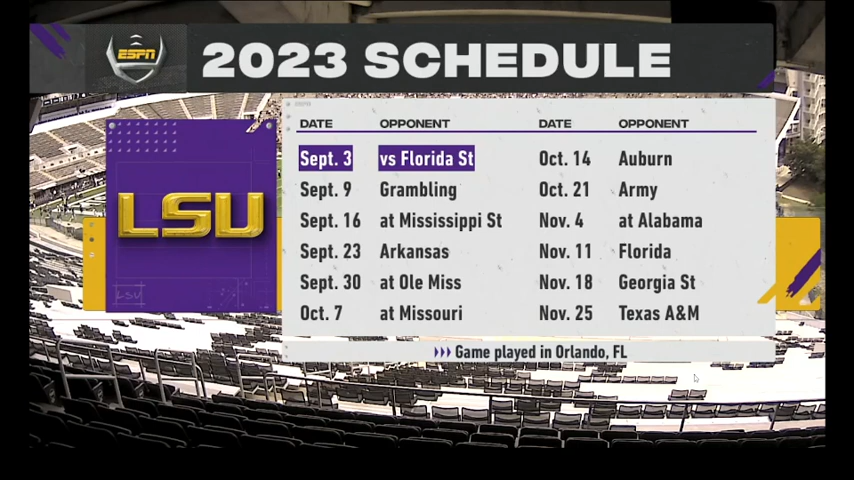 ESPN
2023 SCHEDULE
LSU
DATE OPPONENT DATE OPPONENT
Sept. 3 vs Florida St Oct. 14 Auburn
Sept. 9 Grambling Oct. 21 Army
Sept. 16 at Mississippi St Nov. 4 at Alabama
Sept. 23 Arkansas Nov. 11 Florida
Sept. 30 at Ole Miss Nov. 18 Georgia St
Oct. 7 at Missouri Nov. 25 Texas A&M
LSU
Game played in Orlando, FL